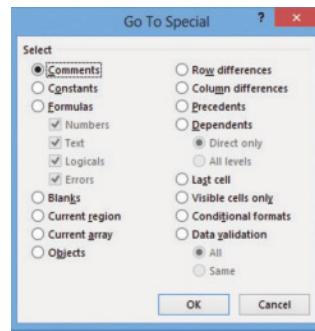 Go To Special
?
×
Select
Comments
Constants
Formulas
Numbers
Text
Logicals
Errors
Blanks
Current region
Current array
Objects
Row differences
Column differences
Precedents
Dependents
Direct only
All levels
Last cell
Visible cells only
Conditional formats
Data validation
All
Same
OK
Cancel